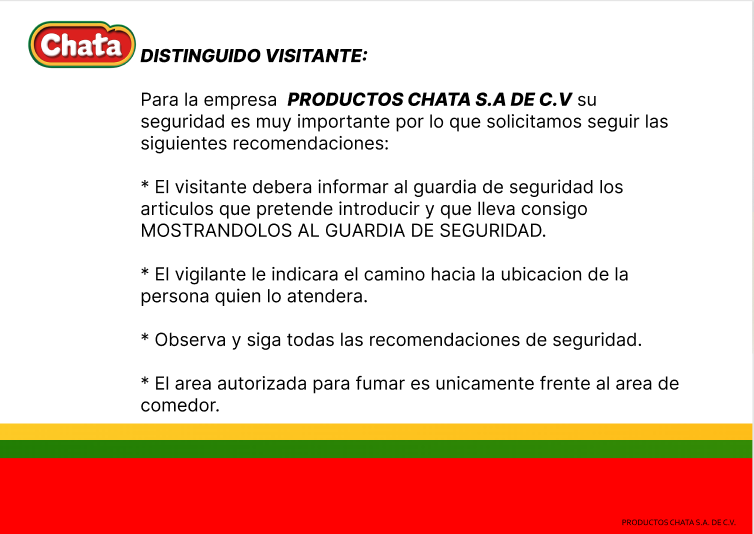 Chata
DISTINGUIDO VISITANTE:
Para la empresa PRODUCTOS CHATA S.A DE C.V su
seguridad es muy importante por lo que solicitamos seguir las
siguientes recomendaciones:
* El visitante debera informar al guardia de seguridad los
articulos que pretende introducir y que lleva consigo
MOSTRANDOLOS AL GUARDIA DE SEGURIDAD.
* El vigilante le indicara el camino hacia la ubicacion de la
persona quien lo atendera.
* Observa y siga todas las recomendaciones de seguridad.
* El area autorizada para fumar es unicamente frente al area de
comedor.
PRODUCTOS CHATA S.A. DE C.V.